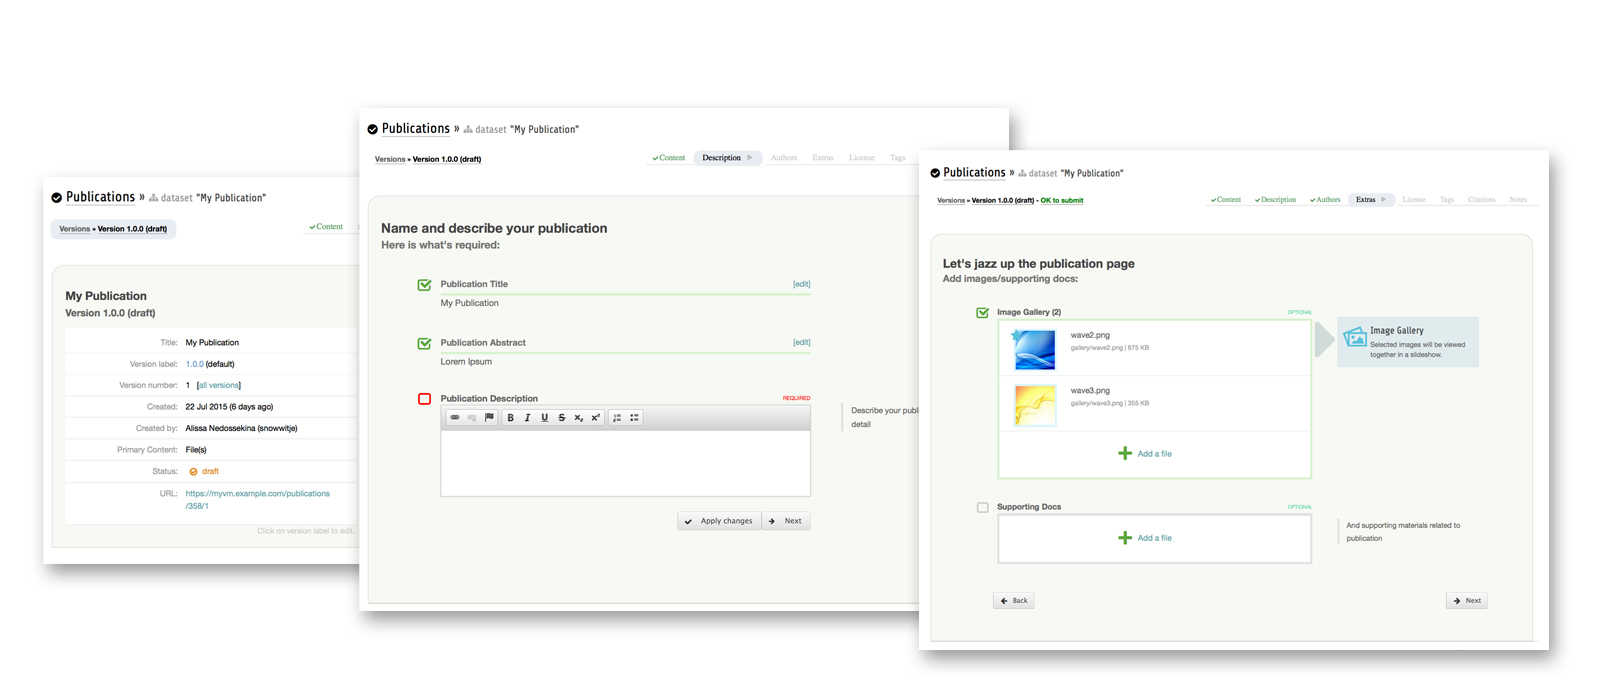 Publications » dataset "My Publication"
Versions » Version 1.0.0 (draft)
Content
My Publication
Version 1.0.0 (draft)
Title: My Publication
Version label: 1.0.0 (default)
Version number: 1 [all versions]
Created: 22 Jul 2015 (6 days ago)
Created by: Alissa Nedossekina (snowwitje)
Primary Content: File(s)
Status: draft
URL: https://myvm.example.com/publications
/358/1
Click on version label to edit.
Publications » dataset "My Publication"
Versions » Version 1.0.0 (draft)
Content Description Authors Extras License Tags
Name and describe your publication
Here is what's required:
Publication Title [edit]
My Publication
Publication Abstract [edit]
Lorem Ipsum
Publication Description REQUIRED
B I U S x₂ x²
Describe your publ
detail
Apply changes Next
Publications » dataset "My Publication"
Versions » Version 1.0.0 (draft) - OK to submit
Content Description Authors Extras License Tags Citations Notes
Let's jazz up the publication page
Add images/supporting docs:
Image Gallery (2) OPTIONAL
wave2.png
gallery/wave2.png | 675 KB
wave3.png
gallery/wave3.png | 355 KB
Add a file
Image Gallery
Selected images will be viewed
together in a slideshow.
Supporting Docs OPTIONAL
Add a file
And supporting materials related to
publication
Back Next